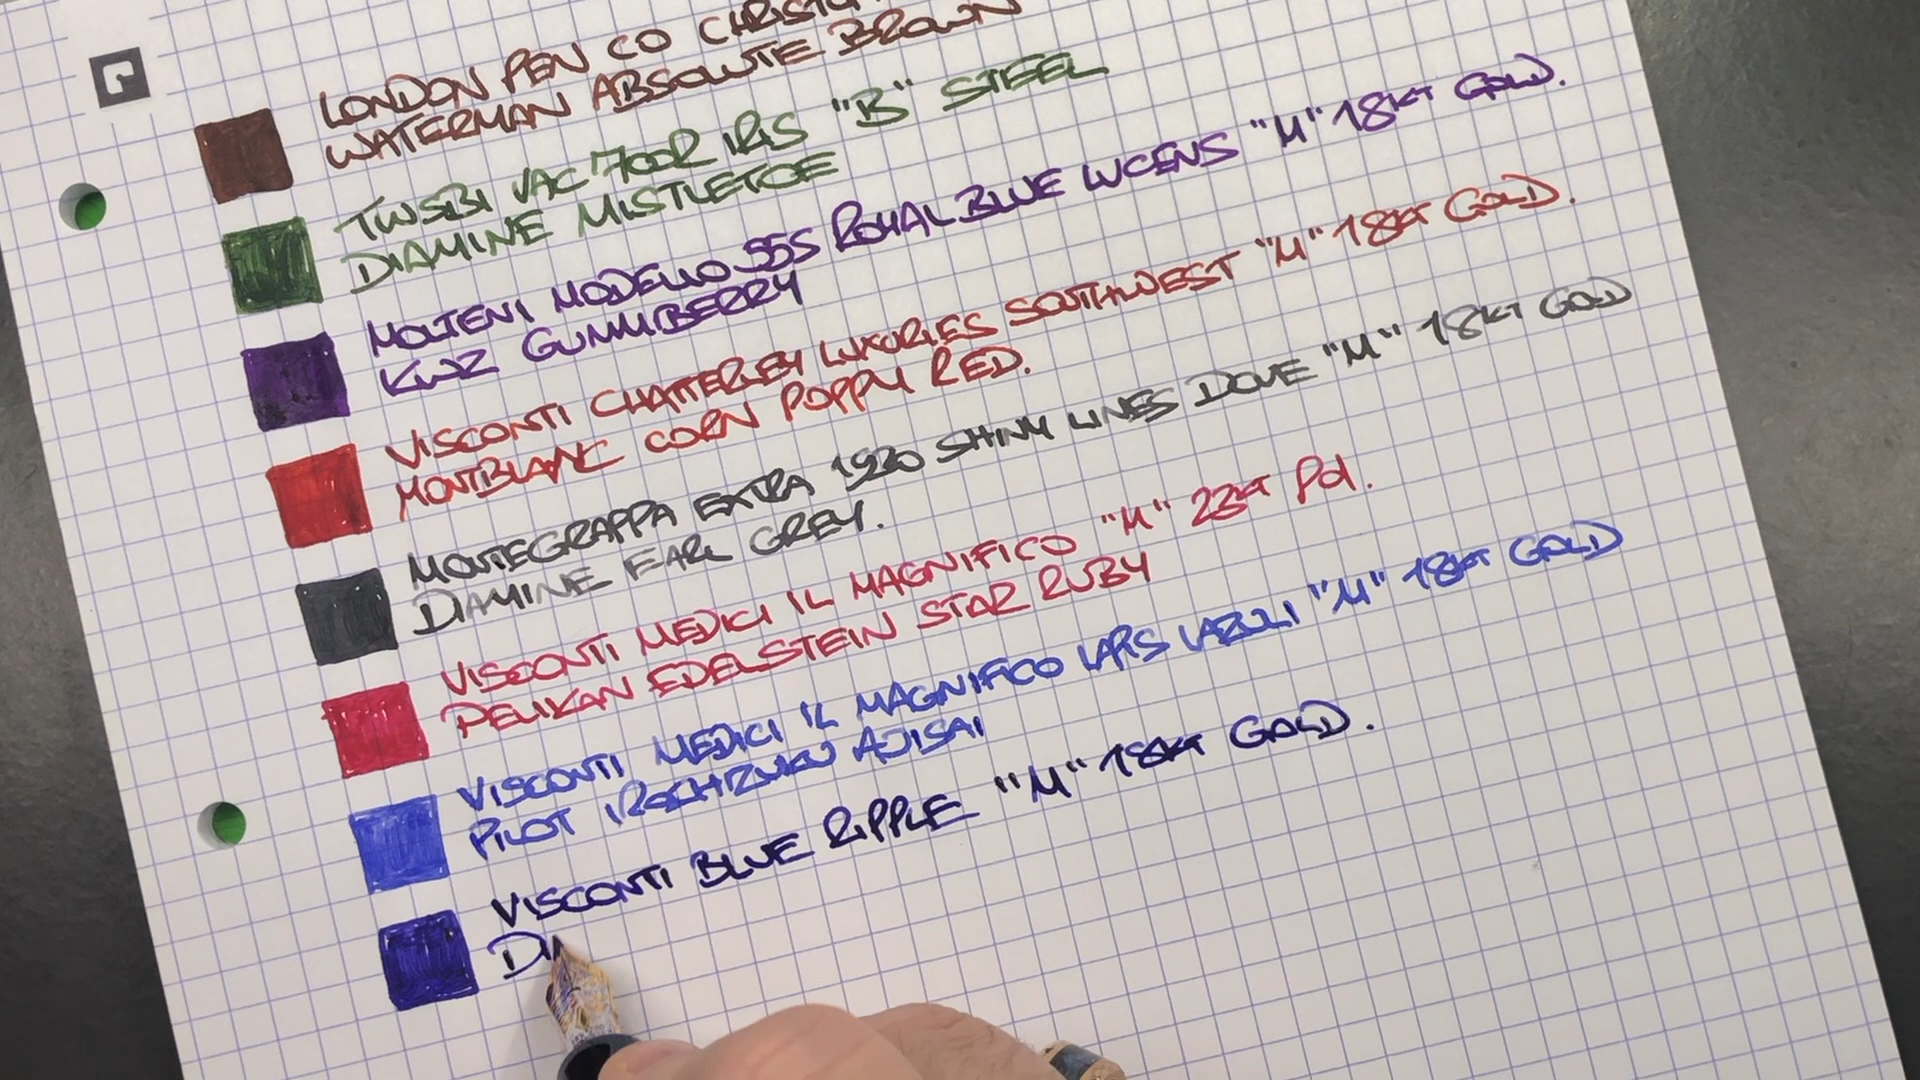 LONDON PEN CO
WATERMAN ABSOLUTE BROWN
TWSBI VAC 700R IRIS "B" STEEL
DIAMINE MISTLETOE
MOLTENI MODELLO 55S ROYAL BLUE LUCENS "M" 18KT GOLD.
KWZ GUMMIBERRY
VISCONTI CHATTERLEY LUXURIES SOUTHWEST "M" 18KT GOLD.
MONTBLANC CORN POPPY RED.
MONTEGRAPPA EXTRA 1930 SHINY LINES DOVE "M" 18KT GOLD
DIAMINE EARL GREY.
VISCONTI MEDICI IL MAGNIFICO "M" 23KT Pd.
PELIKAN EDELSTEIN STAR RUBY
VISCONTI MEDICI IL MAGNIFICO LAPIS LAZULI "M" 18KT GOLD
PILOT IROSHIZUKU AJISAI
VISCONTI BLUE RIPPLE "M" 18KT GOLD.
DI